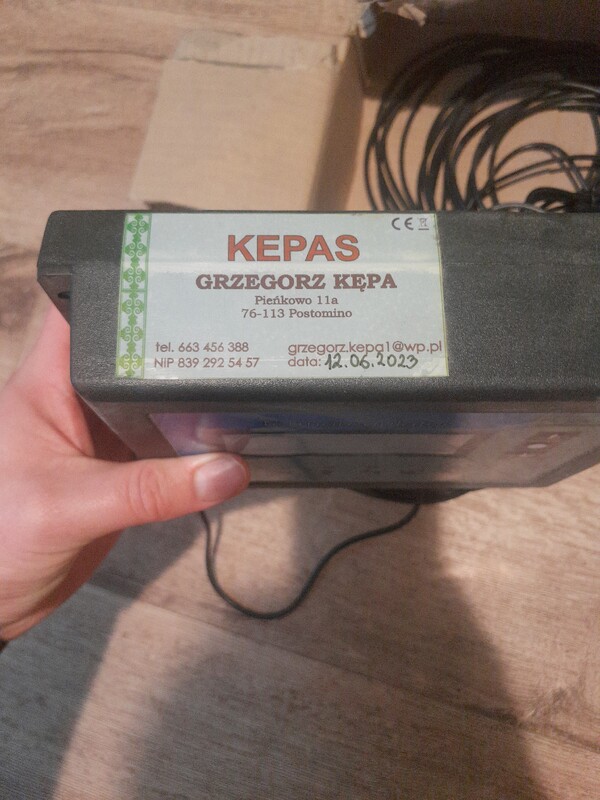 CE
KEPAS
GRZEGORZ KĘPA
Pieńkowo 11a
76-113 Postomino
tel. 663 456 388
grzegorz.kepa1@wp.pl
NIP 839 292 54 57
data: 12.06.2023